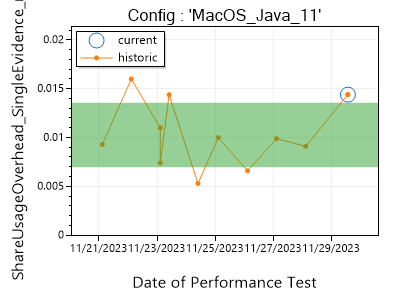 Config : 'MacOS_Java_11'
current
historic
0.02
0.015
0.01
0.005
0
11/21/2023
11/23/2023
11/25/2023
11/27/2023
11/29/2023
ShareUsageOverhead_SingleEvidence_
Date of Performance Test